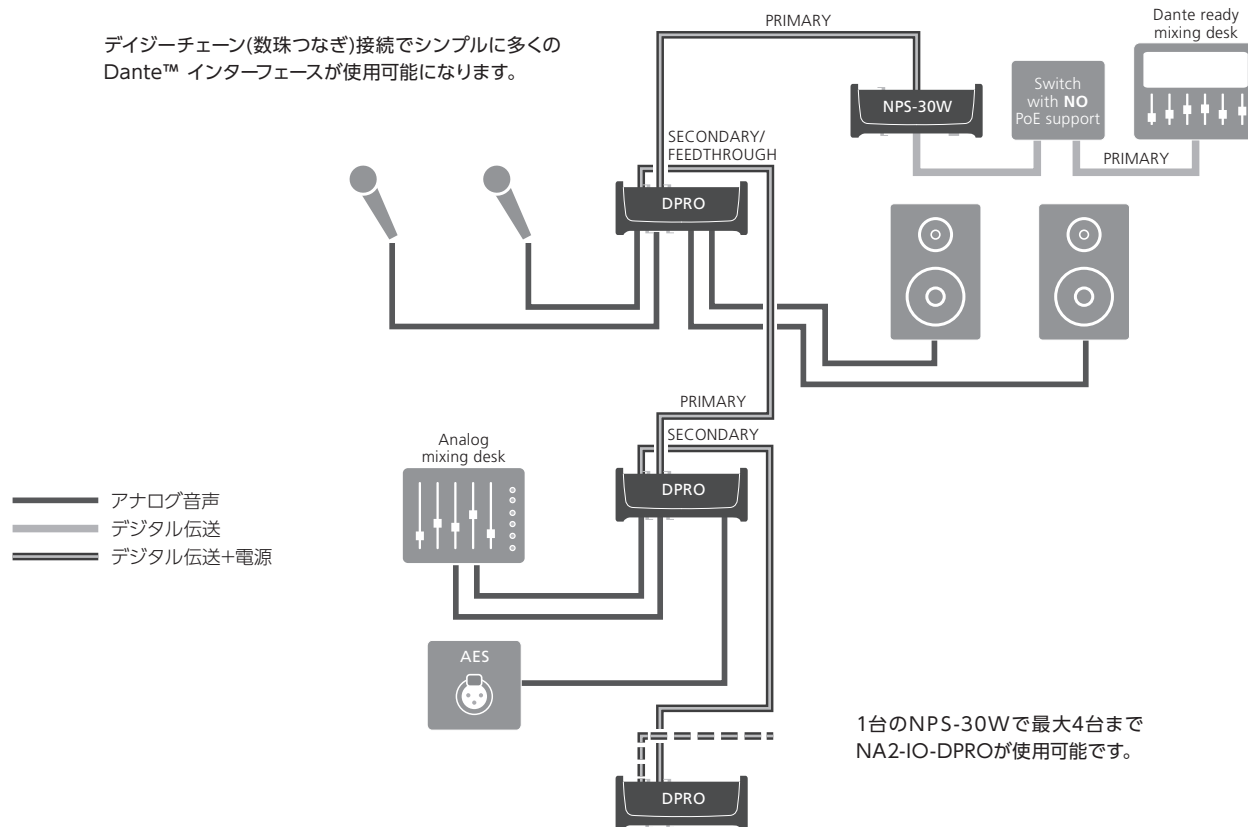 デイジーチェーン(数珠つなぎ)接続でシンプルに多くの
Dante™ インターフェースが使用可能になります。
PRIMARY
Dante ready
mixing desk
NPS-30W
Switch
with NO
PoE support
PRIMARY
SECONDARY/
FEEDTHROUGH
DPRO
PRIMARY
SECONDARY
Analog
mixing desk
DPRO
アナログ音声
デジタル伝送
デジタル伝送+電源
AES
1台のNPS-30Wで最大4台まで
NA2-IO-DPROが使用可能です。
DPRO